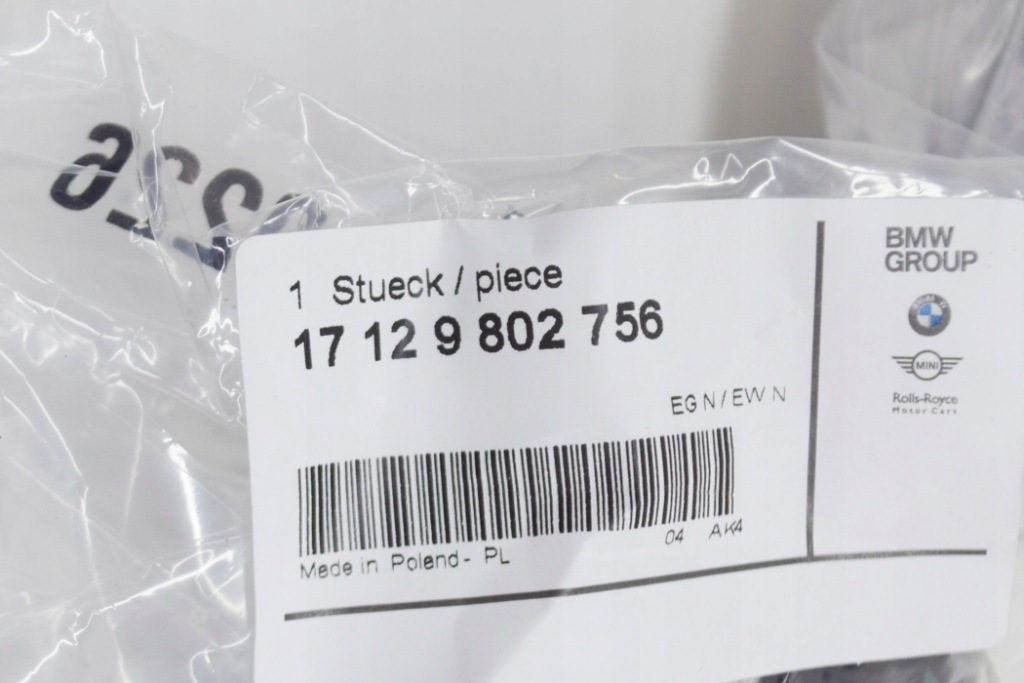 1 Stueck / piece
17 12 9 802 756
EG N / EW N
04 AK4
Made in Poland - PL
BMW
GROUP
MINI
Rolls-Royce
Motor Cars